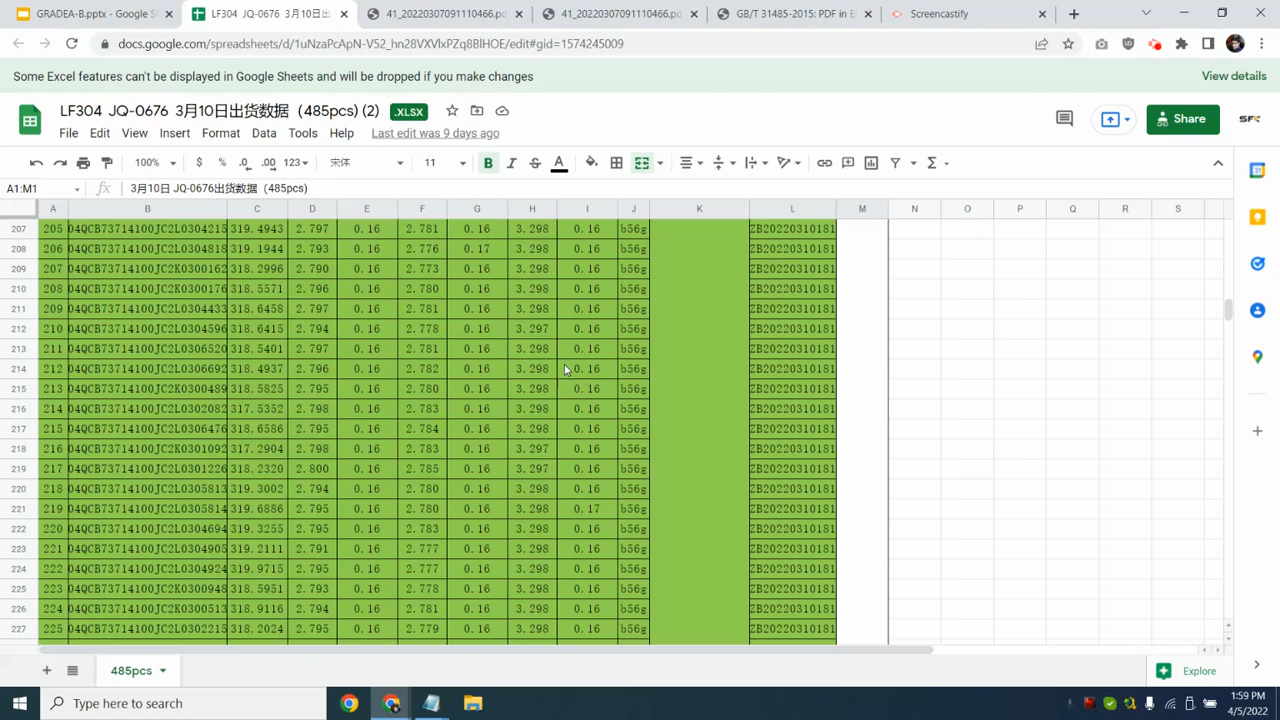 GRADEA-B.pptx - Google S
LF304 JQ-0676 3月10日出
41_20220307091110466.pd
41_20220307091110466.pd
GB/T 31485-2015: PDF in E
Screencastify
docs.google.com/spreadsheets/d/1uNzaPcApN-V52_hn28VXVlxPZq8BlHOE/edit#gid=1574245009
Some Excel features can't be displayed in Google Sheets and will be dropped if you make changes
View details
LF304 JQ-0676 3月10日出货数据（485pcs) (2) .XLSX
Share
SFK
File Edit View Insert Format Data Tools Help Last edit was 9 days ago
100% $ % .0 .00 123 宋体 11 B I S A
A1:M1 fx 3月10日 JQ-0676出货数据（485pcs)
A B C D E F G H I J K L M N O P Q R S
207 205 04QCB73714100JC2L0304215 319.4943 2.797 0.16 2.781 0.16 3.298 0.16 b56g ZB20220310181
208 206 04QCB73714100JC2L0304818 319.1944 2.793 0.16 2.776 0.17 3.298 0.16 b56g ZB20220310181
209 207 04QCB73714100JC2K0300162 318.2996 2.790 0.16 2.773 0.16 3.298 0.16 b56g ZB20220310181
210 208 04QCB73714100JC2K0300176 318.5571 2.796 0.16 2.780 0.16 3.298 0.16 b56g ZB20220310181
211 209 04QCB73714100JC2L0304433 318.6458 2.797 0.16 2.781 0.16 3.298 0.16 b56g ZB20220310181
212 210 04QCB73714100JC2L0304596 318.6415 2.794 0.16 2.778 0.16 3.297 0.16 b56g ZB20220310181
213 211 04QCB73714100JC2L0306520 318.5401 2.797 0.16 2.781 0.16 3.298 0.16 b56g ZB20220310181
214 212 04QCB73714100JC2L0306692 318.4937 2.796 0.16 2.782 0.16 3.298 0.16 b56g ZB20220310181
215 213 04QCB73714100JC2K0300489 318.5825 2.795 0.16 2.780 0.16 3.298 0.16 b56g ZB20220310181
216 214 04QCB73714100JC2L0302082 317.5352 2.798 0.16 2.783 0.16 3.298 0.16 b56g ZB20220310181
217 215 04QCB73714100JC2L0306476 318.6586 2.795 0.16 2.784 0.16 3.298 0.16 b56g ZB20220310181
218 216 04QCB73714100JC2K0301092 317.2904 2.798 0.16 2.783 0.16 3.297 0.16 b56g ZB20220310181
219 217 04QCB73714100JC2L0301226 318.2320 2.800 0.16 2.785 0.16 3.297 0.16 b56g ZB20220310181
220 218 04QCB73714100JC2L0305813 319.3002 2.794 0.16 2.780 0.16 3.298 0.16 b56g ZB20220310181
221 219 04QCB73714100JC2L0305814 319.6886 2.795 0.16 2.780 0.16 3.298 0.17 b56g ZB20220310181
222 220 04QCB73714100JC2L0304694 319.3255 2.795 0.16 2.783 0.16 3.298 0.16 b56g ZB20220310181
223 221 04QCB73714100JC2L0304905 319.2111 2.791 0.16 2.777 0.16 3.298 0.16 b56g ZB20220310181
224 222 04QCB73714100JC2L0304924 319.9715 2.795 0.16 2.777 0.16 3.298 0.16 b56g ZB20220310181
225 223 04QCB73714100JC2K0300948 318.5951 2.793 0.16 2.778 0.16 3.298 0.16 b56g ZB20220310181
226 224 04QCB73714100JC2K0300513 318.9116 2.794 0.16 2.781 0.16 3.298 0.16 b56g ZB20220310181
227 225 04QCB73714100JC2L0302215 318.2024 2.795 0.16 2.779 0.16 3.298 0.16 b56g ZB20220310181
485pcs
Explore
Type here to search
1:59 PM
4/5/2022